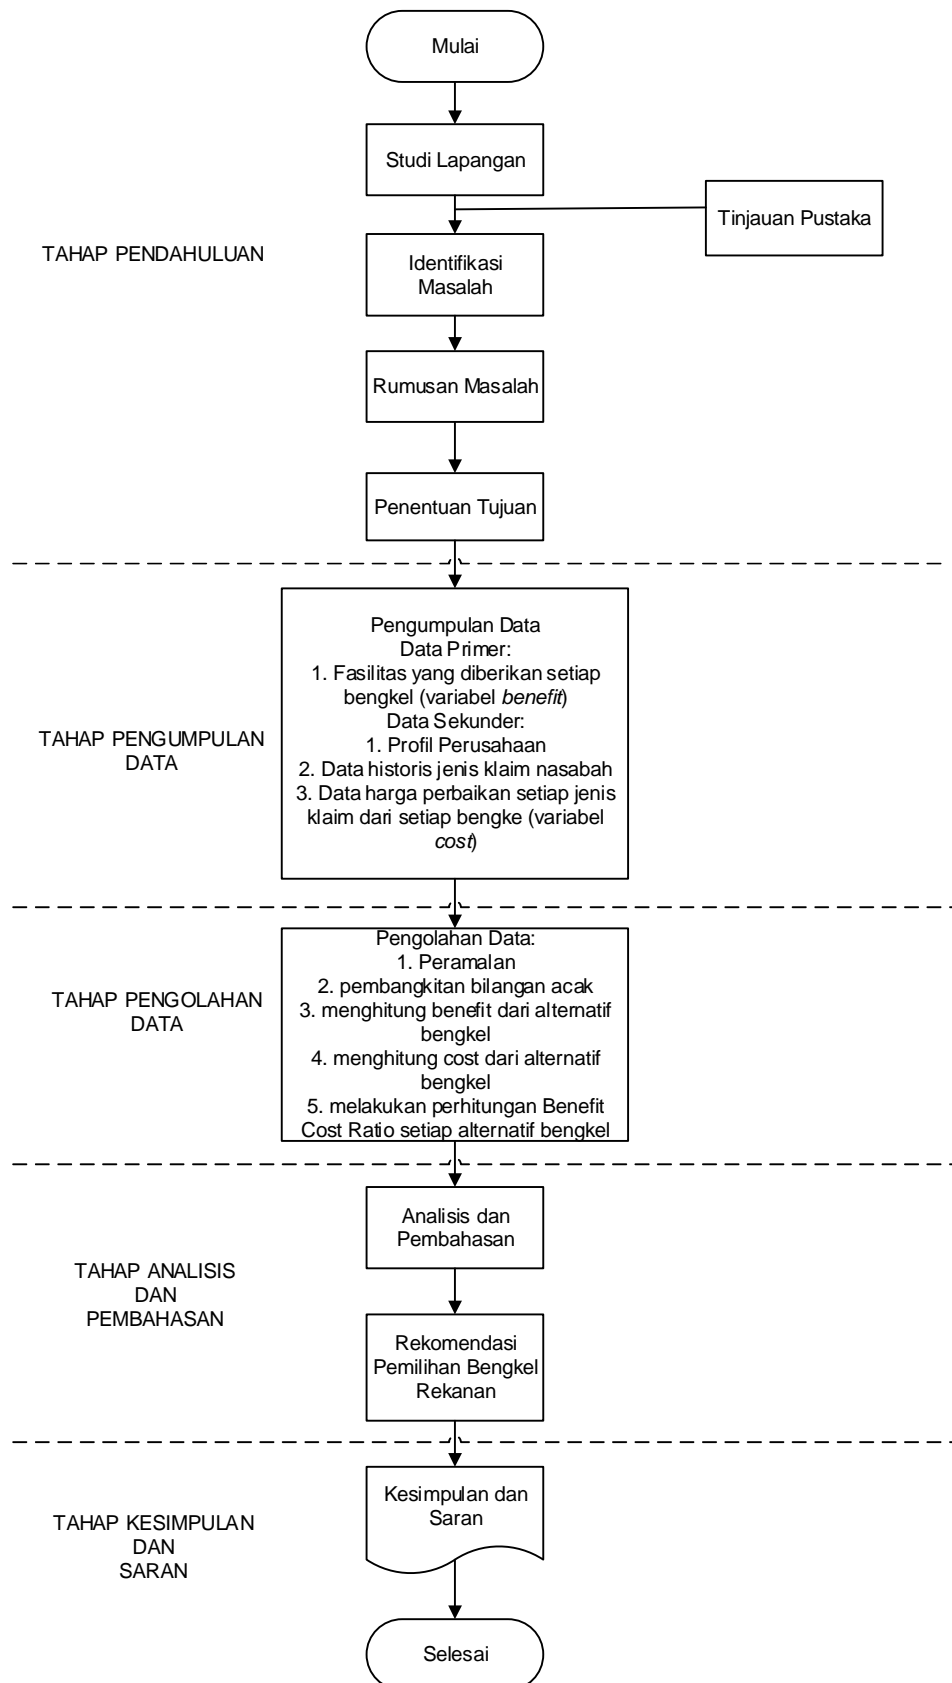 Mulai
Studi Lapangan
Tinjauan Pustaka
TAHAP PENDAHULUAN
Identifikasi
Masalah
Rumusan Masalah
Penentuan Tujuan
Pengumpulan Data
Data Primer:
1. Fasilitas yang diberikan setiap
bengkel (variabel benefit)
Data Sekunder:
1. Profil Perusahaan
2. Data historis jenis klaim nasabah
3. Data harga perbaikan setiap jenis
klaim dari setiap bengke (variabel
cost)
TAHAP PENGUMPULAN
DATA
Pengolahan Data:
1. Peramalan
2. pembangkitan bilangan acak
3. menghitung benefit dari alternatif
bengkel
4. menghitung cost dari alternatif
bengkel
5. melakukan perhitungan Benefit
Cost Ratio setiap alternatif bengkel
TAHAP PENGOLAHAN
DATA
Analisis dan
Pembahasan
TAHAP ANALISIS
DAN
PEMBAHASAN
Rekomendasi
Pemilihan Bengkel
Rekanan
Kesimpulan dan
Saran
TAHAP KESIMPULAN
DAN
SARAN
Selesai